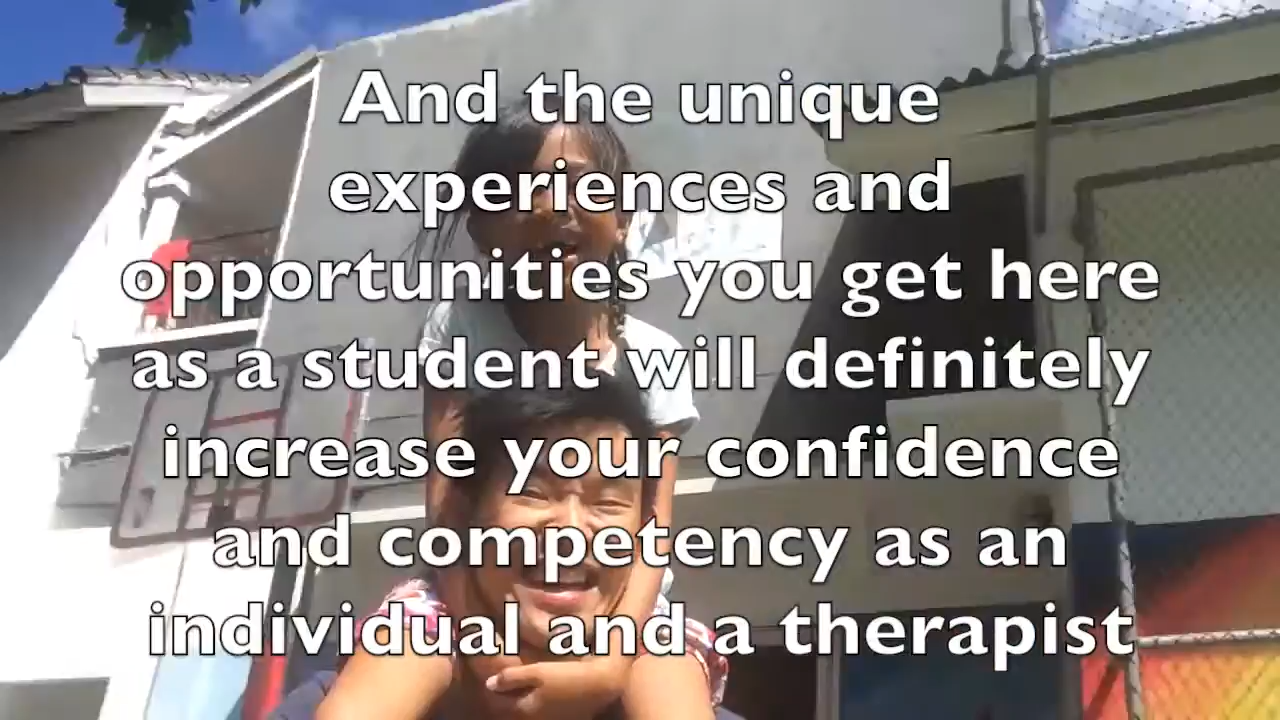 And the unique
experiences and
opportunities you get here
as a student will definitely
increase your confidence
and competency as an
individual and a therapist